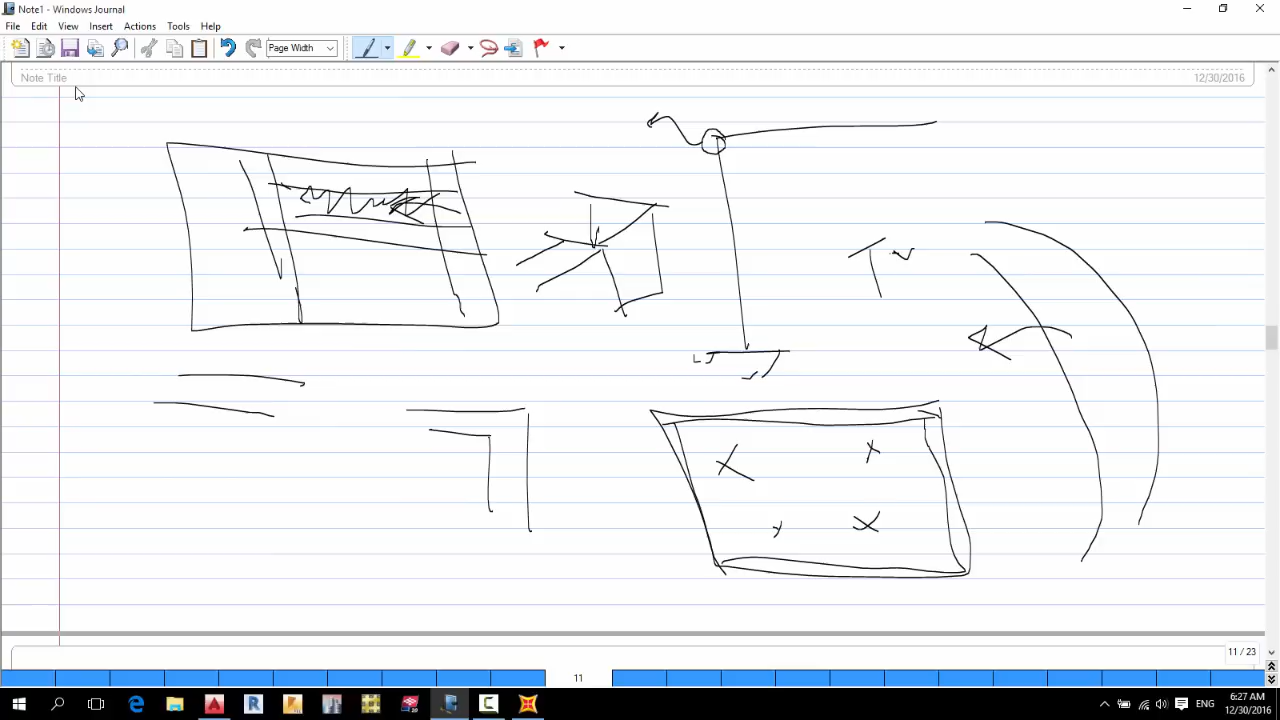 Note1 - Windows Journal
File Edit View Insert Actions Tools Help
Page Width
Note Title
12/30/2016
11 / 23
11
6:27 AM
ENG
12/30/2016